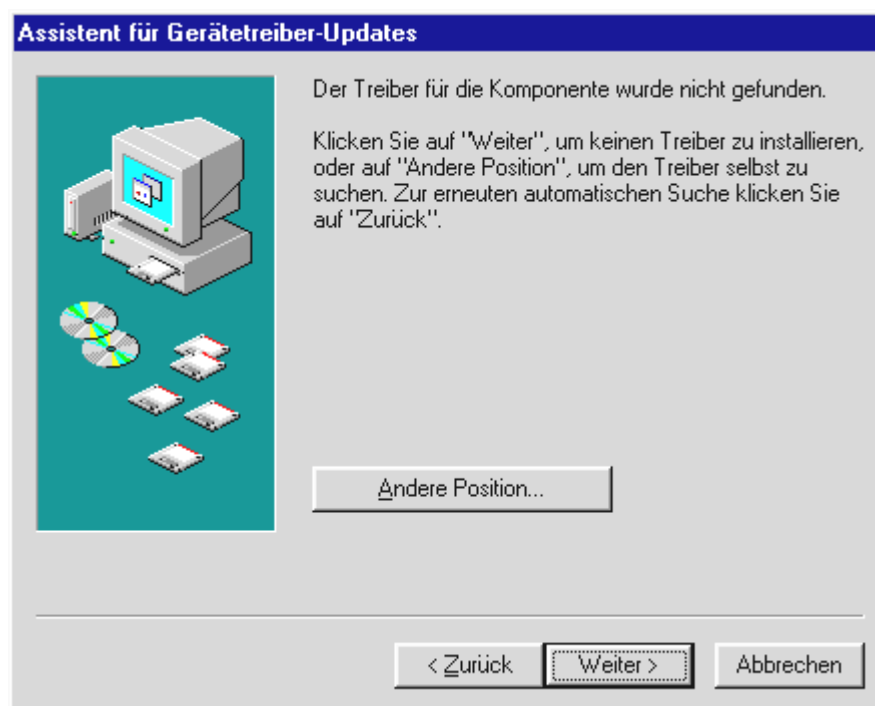 Assistent für Gerätetreiber-Updates
Der Treiber für die Komponente wurde nicht gefunden.
Klicken Sie auf "Weiter", um keinen Treiber zu installieren,
oder auf "Andere Position", um den Treiber selbst zu
suchen. Zur erneuten automatischen Suche klicken Sie
auf "Zurück".
Andere Position...
< Zurück
Weiter >
Abbrechen